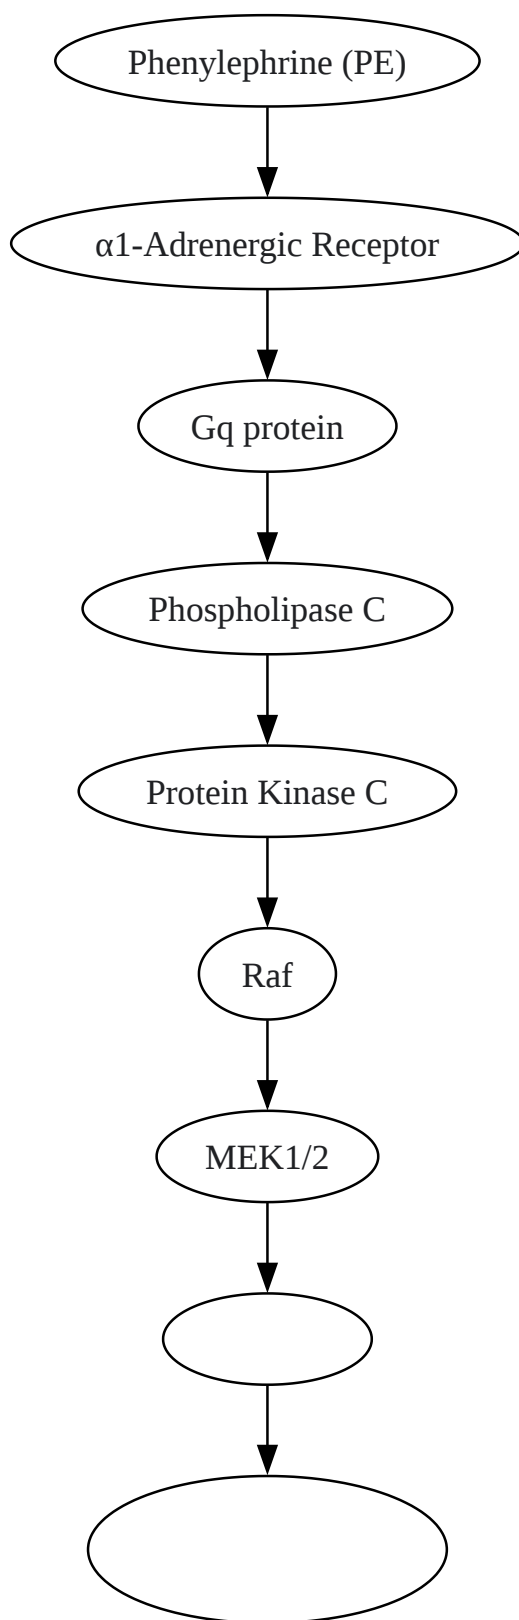 Phenylephrine (PE)
α1-Adrenergic Receptor
Gq protein
Phospholipase C
Protein Kinase C
Raf
MEK1/2